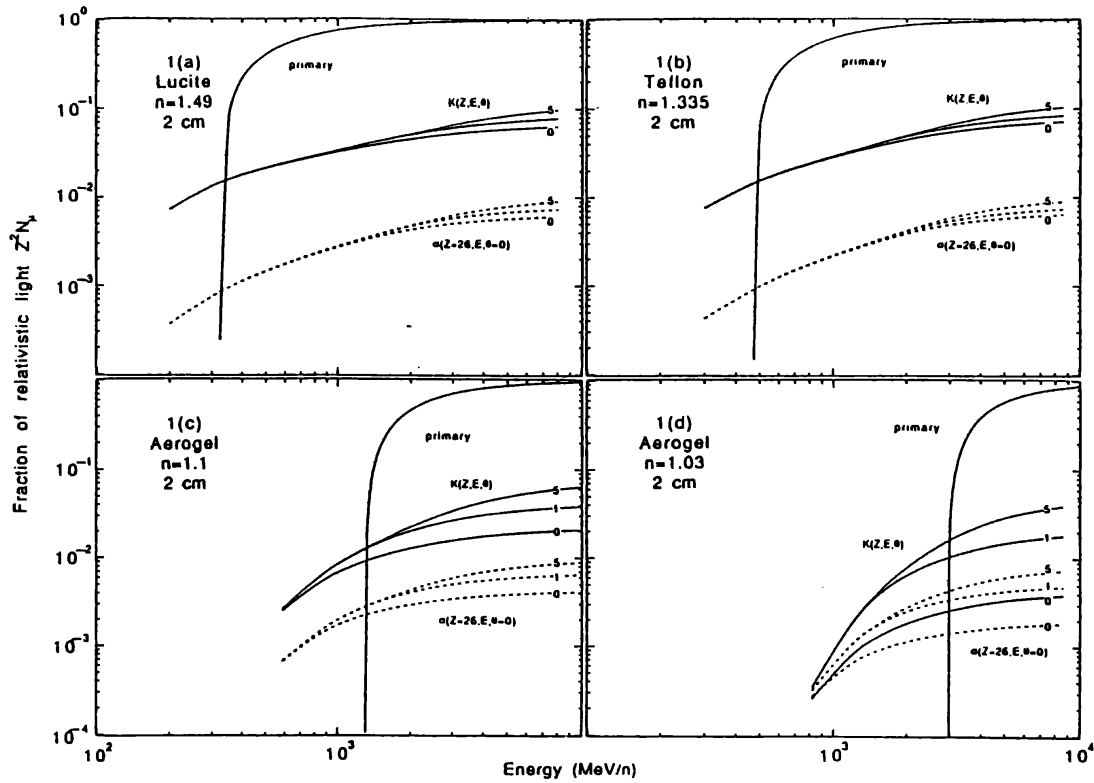 Fraction of relativistic light Z²Nμ
10⁰
10⁻¹
10⁻²
10⁻³
1(a)
Lucite
n=1.49
2 cm
primary
K(Z,E,θ)
5
0
5
0
σ(Z=26,E,θ=0)
1(b)
Teflon
n=1.335
2 cm
primary
K(Z,E,θ)
5
0
5
0
σ(Z=26,E,θ=0)
10⁻¹
10⁻²
10⁻³
10⁻⁴
1(c)
Aerogel
n=1.1
2 cm
primary
K(Z,E,θ)
5
1
0
5
1
0
σ(Z=26,E,θ=0)
1(d)
Aerogel
n=1.03
2 cm
primary
K(Z,E,θ)
5
1
5
1
0
0
σ(Z=26,E,θ=0)
10²
10³
10³
10⁴
Energy (MeV/n)